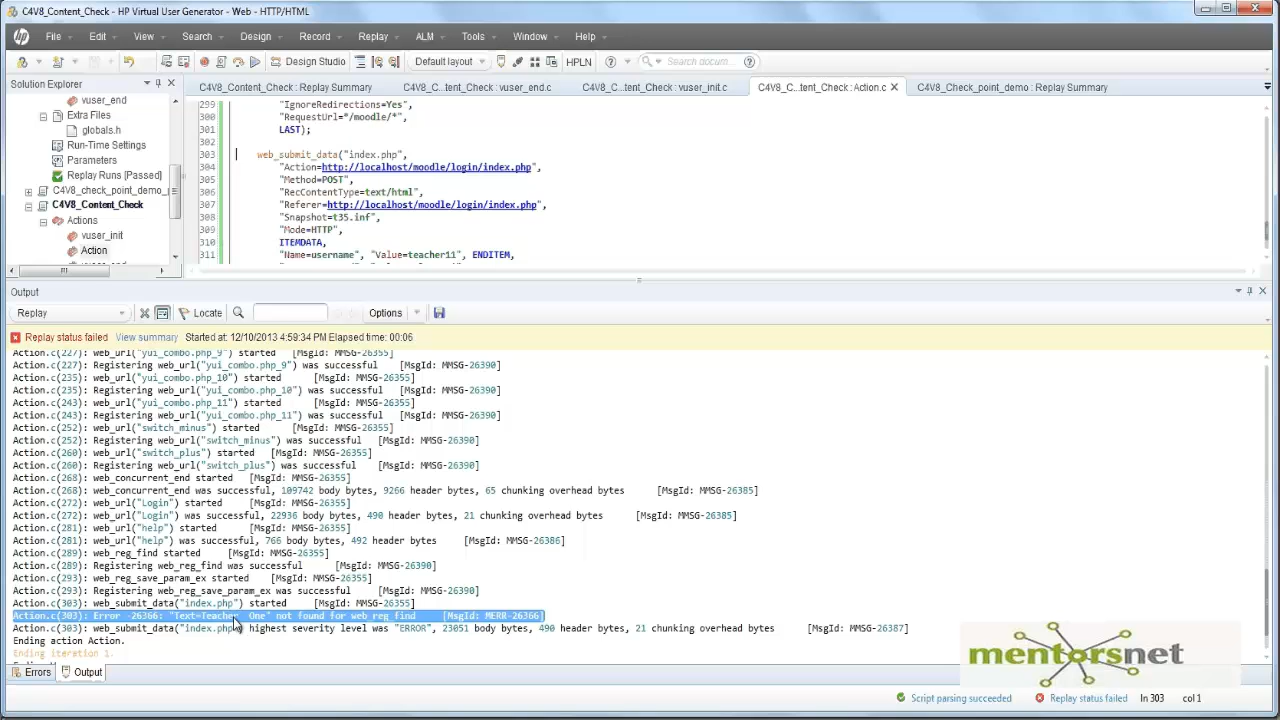 C4V8_Content_Check - HP Virtual User Generator - Web - HTTP/HTML
File Edit View Search Design Record Replay ALM Tools Window Help
Design Studio Default layout HPLN Search docum...
Solution Explorer
C4V8_Content_Check : Replay Summary C4V8_C...tent_Check : vuser_end.c C4V8_C...tent_Check : vuser_init.c C4V8_C...tent_Check : Action.c C4V8_Check_point_demo : Replay Summary
vuser_end
Extra Files
globals.h
Run-Time Settings
Parameters
Replay Runs [Passed]
C4V8_check_point_demo_
C4V8_Content_Check
Actions
vuser_init
Action
299 "IgnoreRedirections=Yes",
300 "RequestUrl=*/moodle/*",
301 LAST);
302
303 web_submit_data("index.php",
304 "Action=http://localhost/moodle/login/index.php",
305 "Method=POST",
306 "RecContentType=text/html",
307 "Referer=http://localhost/moodle/login/index.php",
308 "Snapshot=t35.inf",
309 "Mode=HTTP",
310 ITEMDATA,
311 "Name=username", "Value=teacher11", ENDITEM,
Output
Replay Locate Options
Replay status failed View summary Started at: 12/10/2013 4:59:34 PM Elapsed time: 00:06
Action.c(227): web_url("yui_combo.php_9") started [MsgId: MMSG-26355]
Action.c(227): Registering web_url("yui_combo.php_9") was successful [MsgId: MMSG-26390]
Action.c(235): web_url("yui_combo.php_10") started [MsgId: MMSG-26355]
Action.c(235): Registering web_url("yui_combo.php_10") was successful [MsgId: MMSG-26390]
Action.c(243): web_url("yui_combo.php_11") started [MsgId: MMSG-26355]
Action.c(243): Registering web_url("yui_combo.php_11") was successful [MsgId: MMSG-26390]
Action.c(252): web_url("switch_minus") started [MsgId: MMSG-26355]
Action.c(252): Registering web_url("switch_minus") was successful [MsgId: MMSG-26390]
Action.c(260): web_url("switch_plus") started [MsgId: MMSG-26355]
Action.c(260): Registering web_url("switch_plus") was successful [MsgId: MMSG-26390]
Action.c(268): web_concurrent_end started [MsgId: MMSG-26355]
Action.c(268): web_concurrent_end was successful, 109742 body bytes, 9266 header bytes, 65 chunking overhead bytes [MsgId: MMSG-26385]
Action.c(272): web_url("Login") started [MsgId: MMSG-26355]
Action.c(272): web_url("Login") was successful, 22936 body bytes, 490 header bytes, 21 chunking overhead bytes [MsgId: MMSG-26385]
Action.c(281): web_url("help") started [MsgId: MMSG-26355]
Action.c(281): web_url("help") was successful, 766 body bytes, 492 header bytes [MsgId: MMSG-26386]
Action.c(289): web_reg_find started [MsgId: MMSG-26355]
Action.c(289): Registering web_reg_find was successful [MsgId: MMSG-26390]
Action.c(293): web_reg_save_param_ex started [MsgId: MMSG-26355]
Action.c(293): Registering web_reg_save_param_ex was successful [MsgId: MMSG-26390]
Action.c(303): web_submit_data("index.php") started [MsgId: MMSG-26355]
Action.c(303): Error -26366: "Text=Teacher One" not found for web_reg_find [MsgId: MERR-26366]
Action.c(303): web_submit_data("index.php") highest severity level was "ERROR", 23051 body bytes, 490 header bytes, 21 chunking overhead bytes [MsgId: MMSG-26387]
Ending action Action.
Ending iteration 1.
mentorsnet
Errors Output
Script parsing succeeded Replay status failed ln 303 col 1